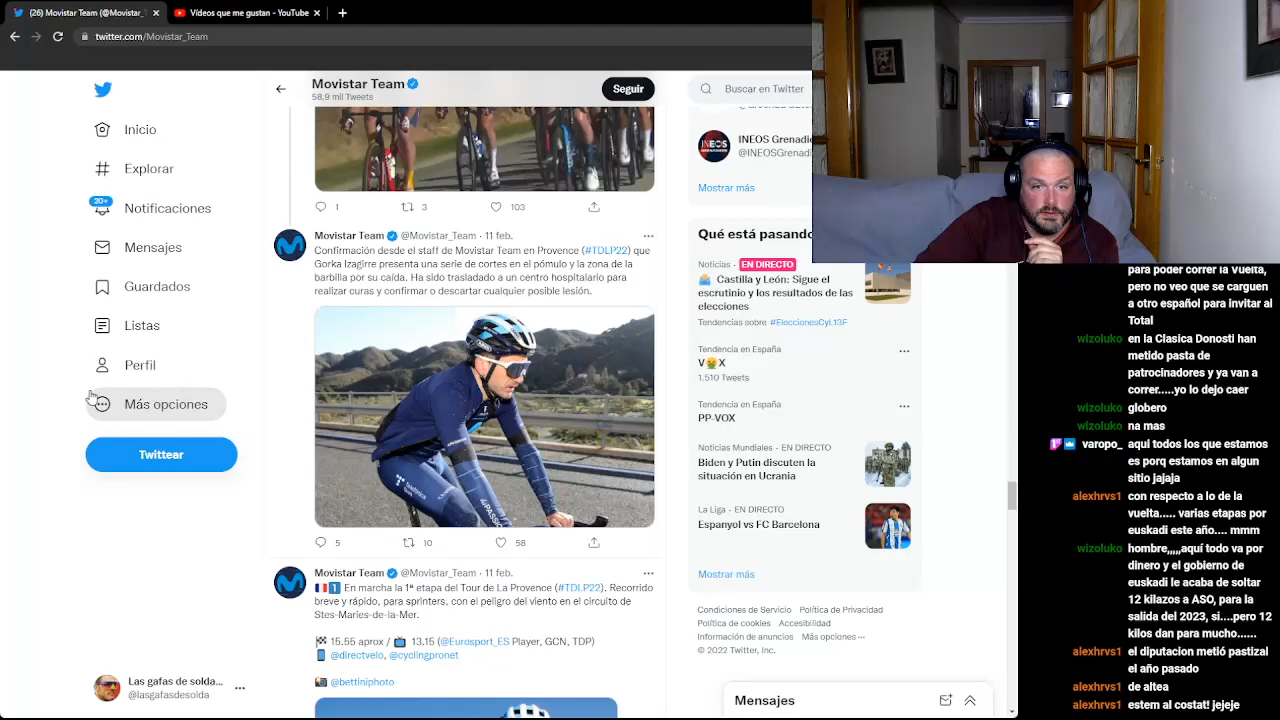 (26) Movistar Team (@Movistar_
Vídeos que me gustan - YouTube
twitter.com/Movistar_Team
Movistar Team
58,9 mil Tweets
Seguir
Buscar en Twitter
Inicio
Explorar
20+
Notificaciones
Mensajes
Guardados
Listas
Perfil
Más opciones
Twittear
Las gafas de solda...
@lasgafasdesolda
1
3
103
Movistar Team @Movistar_Team · 11 feb.
Confirmación desde el staff de Movistar Team en Provence (#TDLP22) que
Gorka Izagirre presenta una serie de cortes en el pómulo y la zona de la
barbilla por su caída. Ha sido trasladado a un centro hospitalario para
realizar curas y confirmar o descartar cualquier posible lesión.
Telefónica
5
10
58
Movistar Team @Movistar_Team · 11 feb.
En marcha la 1ª etapa del Tour de La Provence (#TDLP22). Recorrido
breve y rápido, para sprinters, con el peligro del viento en el circuito de
Stes-Maries-de-la-Mer.
15.55 aprox / 13.15 (@Eurosport_ES Player, GCN, TDP)
@directvelo, @cyclingpronet
@bettiniphoto
INEOS Grenadi
@INEOSGrenadi
Mostrar más
Qué está pasando
Noticias · EN DIRECTO
Castilla y León: Sigue el
escrutinio y los resultados de las
elecciones
Tendencias sobre #EleccionesCyL13F
Tendencia en España
V🤮X
1.510 Tweets
Tendencia en España
PP-VOX
Noticias Mundiales · EN DIRECTO
Biden y Putin discuten la
situación en Ucrania
La Liga · EN DIRECTO
Espanyol vs FC Barcelona
Mostrar más
Condiciones de Servicio Política de Privacidad
Política de cookies Accesibilidad
Información de anuncios Más opciones ···
© 2022 Twitter, Inc.
Mensajes
para poder correr la Vuelta,
pero no veo que se carguen
a otro español para invitar al
Total
wizoluko en la Clasica Donosti han
metido pasta de
patrocinadores y ya van a
correr.....yo lo dejo caer
wizoluko globero
wizoluko na mas
varopo_ aquí todos los que estamos
es porq estamos en algun
sitio jajaja
alexhrvs1 con respecto a lo de la
vuelta..... varias etapas por
euskadi este año.... mmm
wizoluko hombre,,,,,aquí todo va por
dinero y el gobierno de
euskadi le acaba de soltar
12 kilazos a ASO, para la
salida del 2023, si....pero 12
kilos dan para mucho......
alexhrvs1 el diputacion metió pastizal
el año pasado
alexhrvs1 de altea
alexhrvs1 estem al costat! jejeje